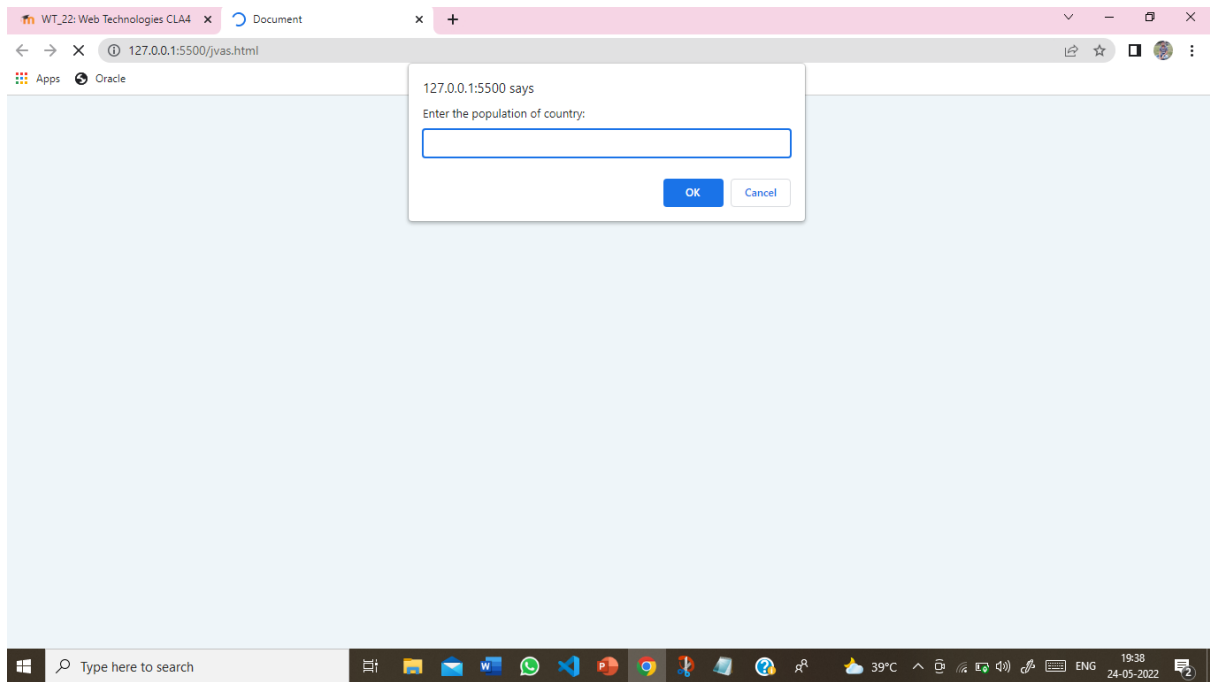 WT_22: Web Technologies CLA4
Document
127.0.0.1:5500/jvas.html
Apps
Oracle
127.0.0.1:5500 says
Enter the population of country:
OK
Cancel
Type here to search
39°C
ENG
19:38
24-05-2022
2